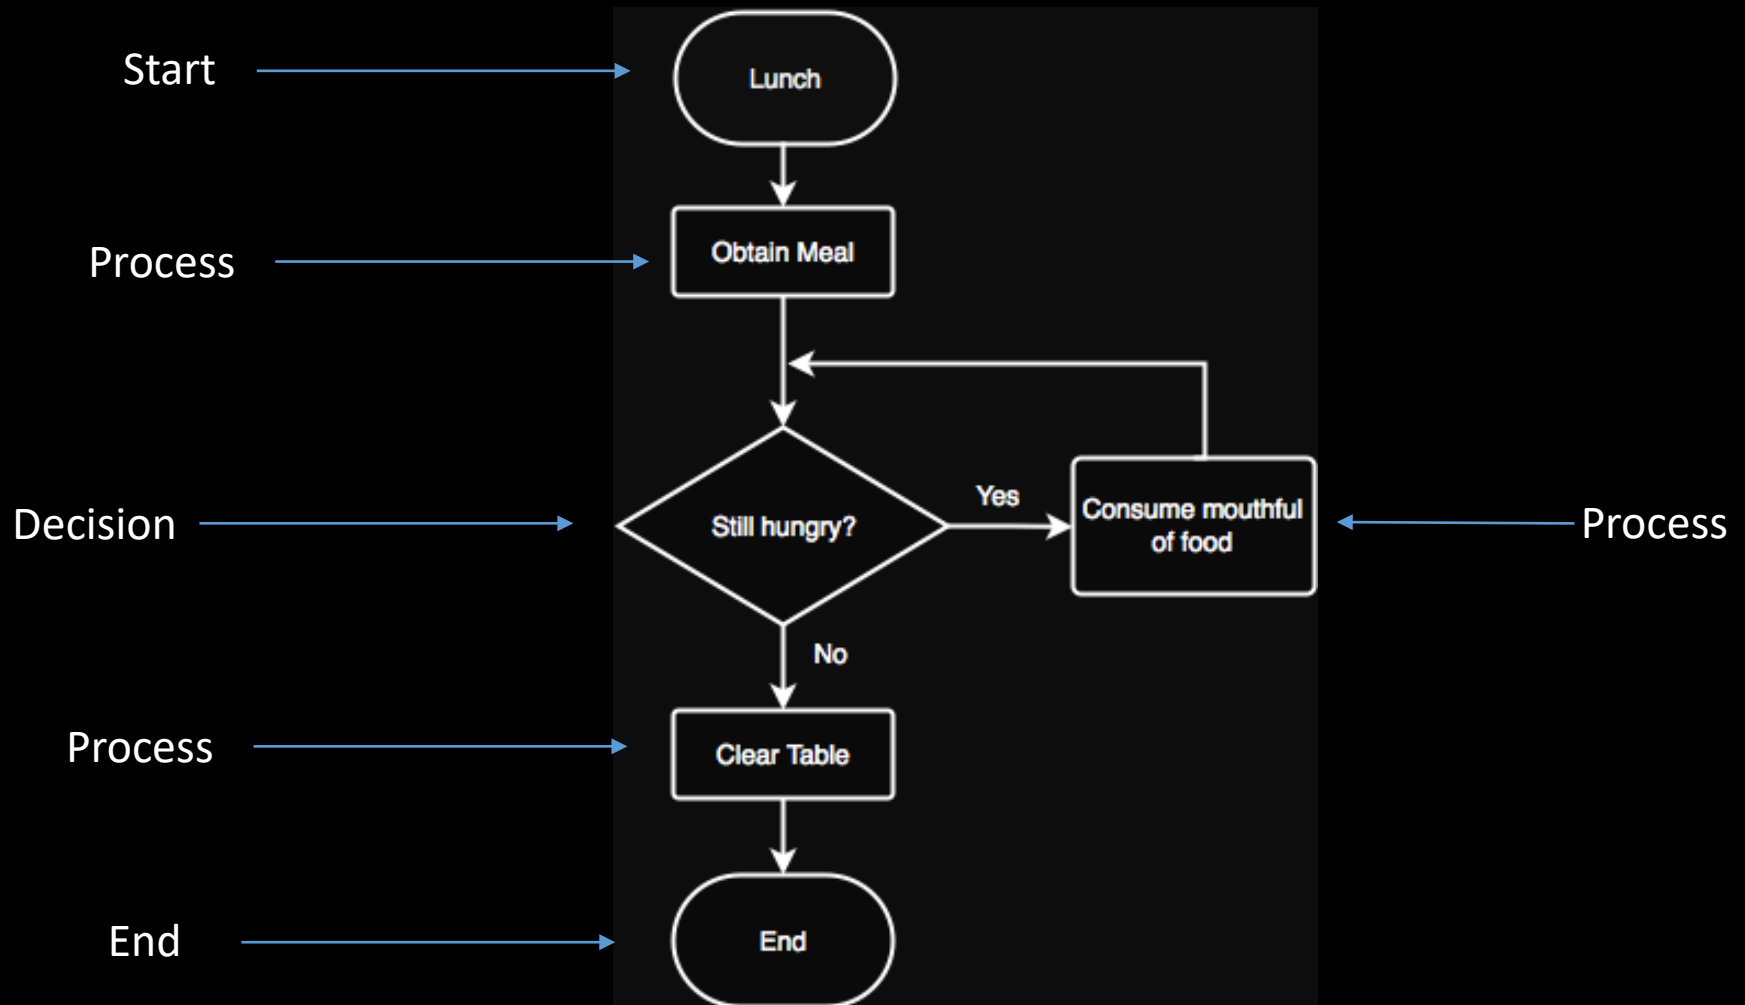 Start
Lunch
Process
Obtain Meal
Decision
Still hungry?
Yes
Consume mouthful
of food
Process
No
Process
Clear Table
End
End